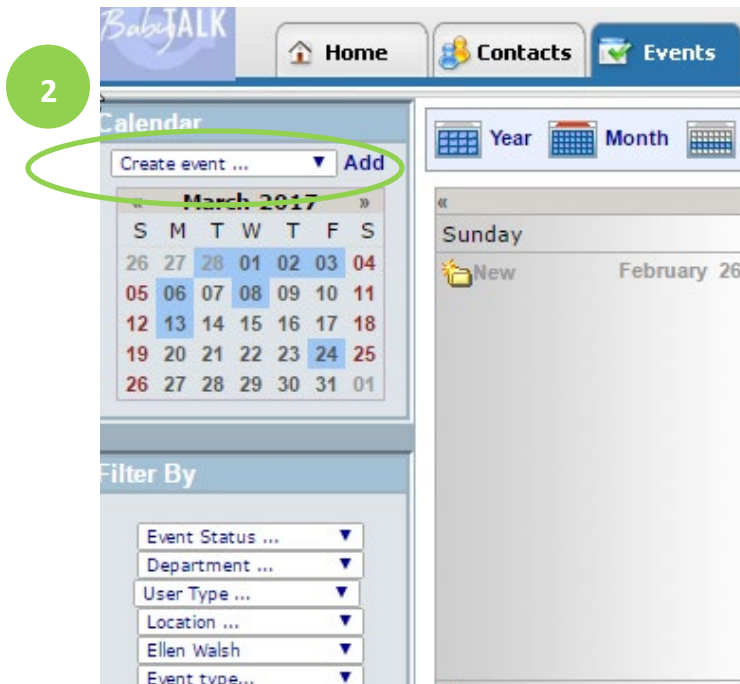 BabyTALK
Home
Contacts
Events
2
Calendar
Create event ... ▼ Add
« March 2017 »
S M T W T F S
26 27 28 01 02 03 04
05 06 07 08 09 10 11
12 13 14 15 16 17 18
19 20 21 22 23 24 25
26 27 28 29 30 31 01
Filter By
Event Status ... ▼
Department ... ▼
User Type ... ▼
Location ... ▼
Ellen Walsh ▼
Event type... ▼
Year
Month
«
Sunday
New February 26